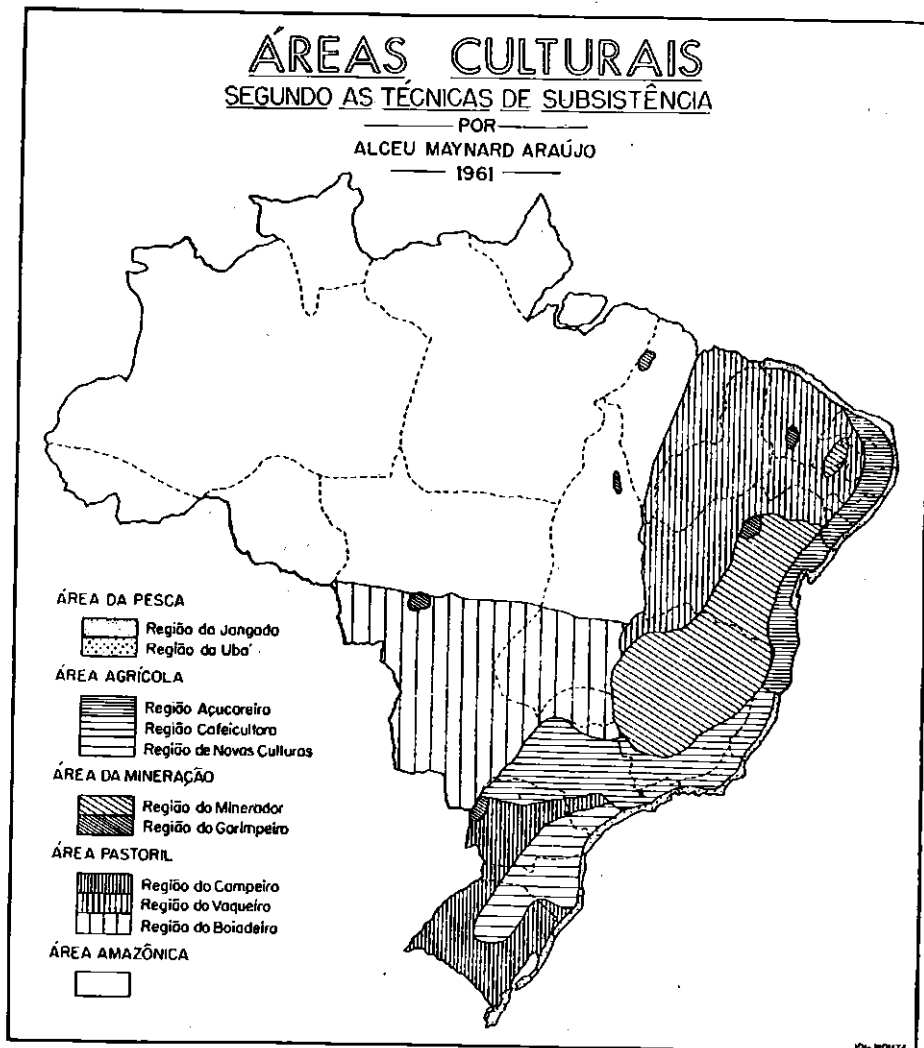 ÁREAS CULTURAIS
SEGUNDO AS TÉCNICAS DE SUBSISTÊNCIA
POR
ALCEU MAYNARD ARAÚJO
1961
ÁREA DA PESCA
Região da Jangada
Região da Ubá
ÁREA AGRÍCOLA
Região Açucareira
Região Cafeicultora
Região de Novas Culturas
ÁREA DA MINERAÇÃO
Região do Minerador
Região do Garimpeiro
ÁREA PASTORIL
Região do Campeiro
Região do Vaqueiro
Região do Boiadeiro
ÁREA AMAZÔNICA